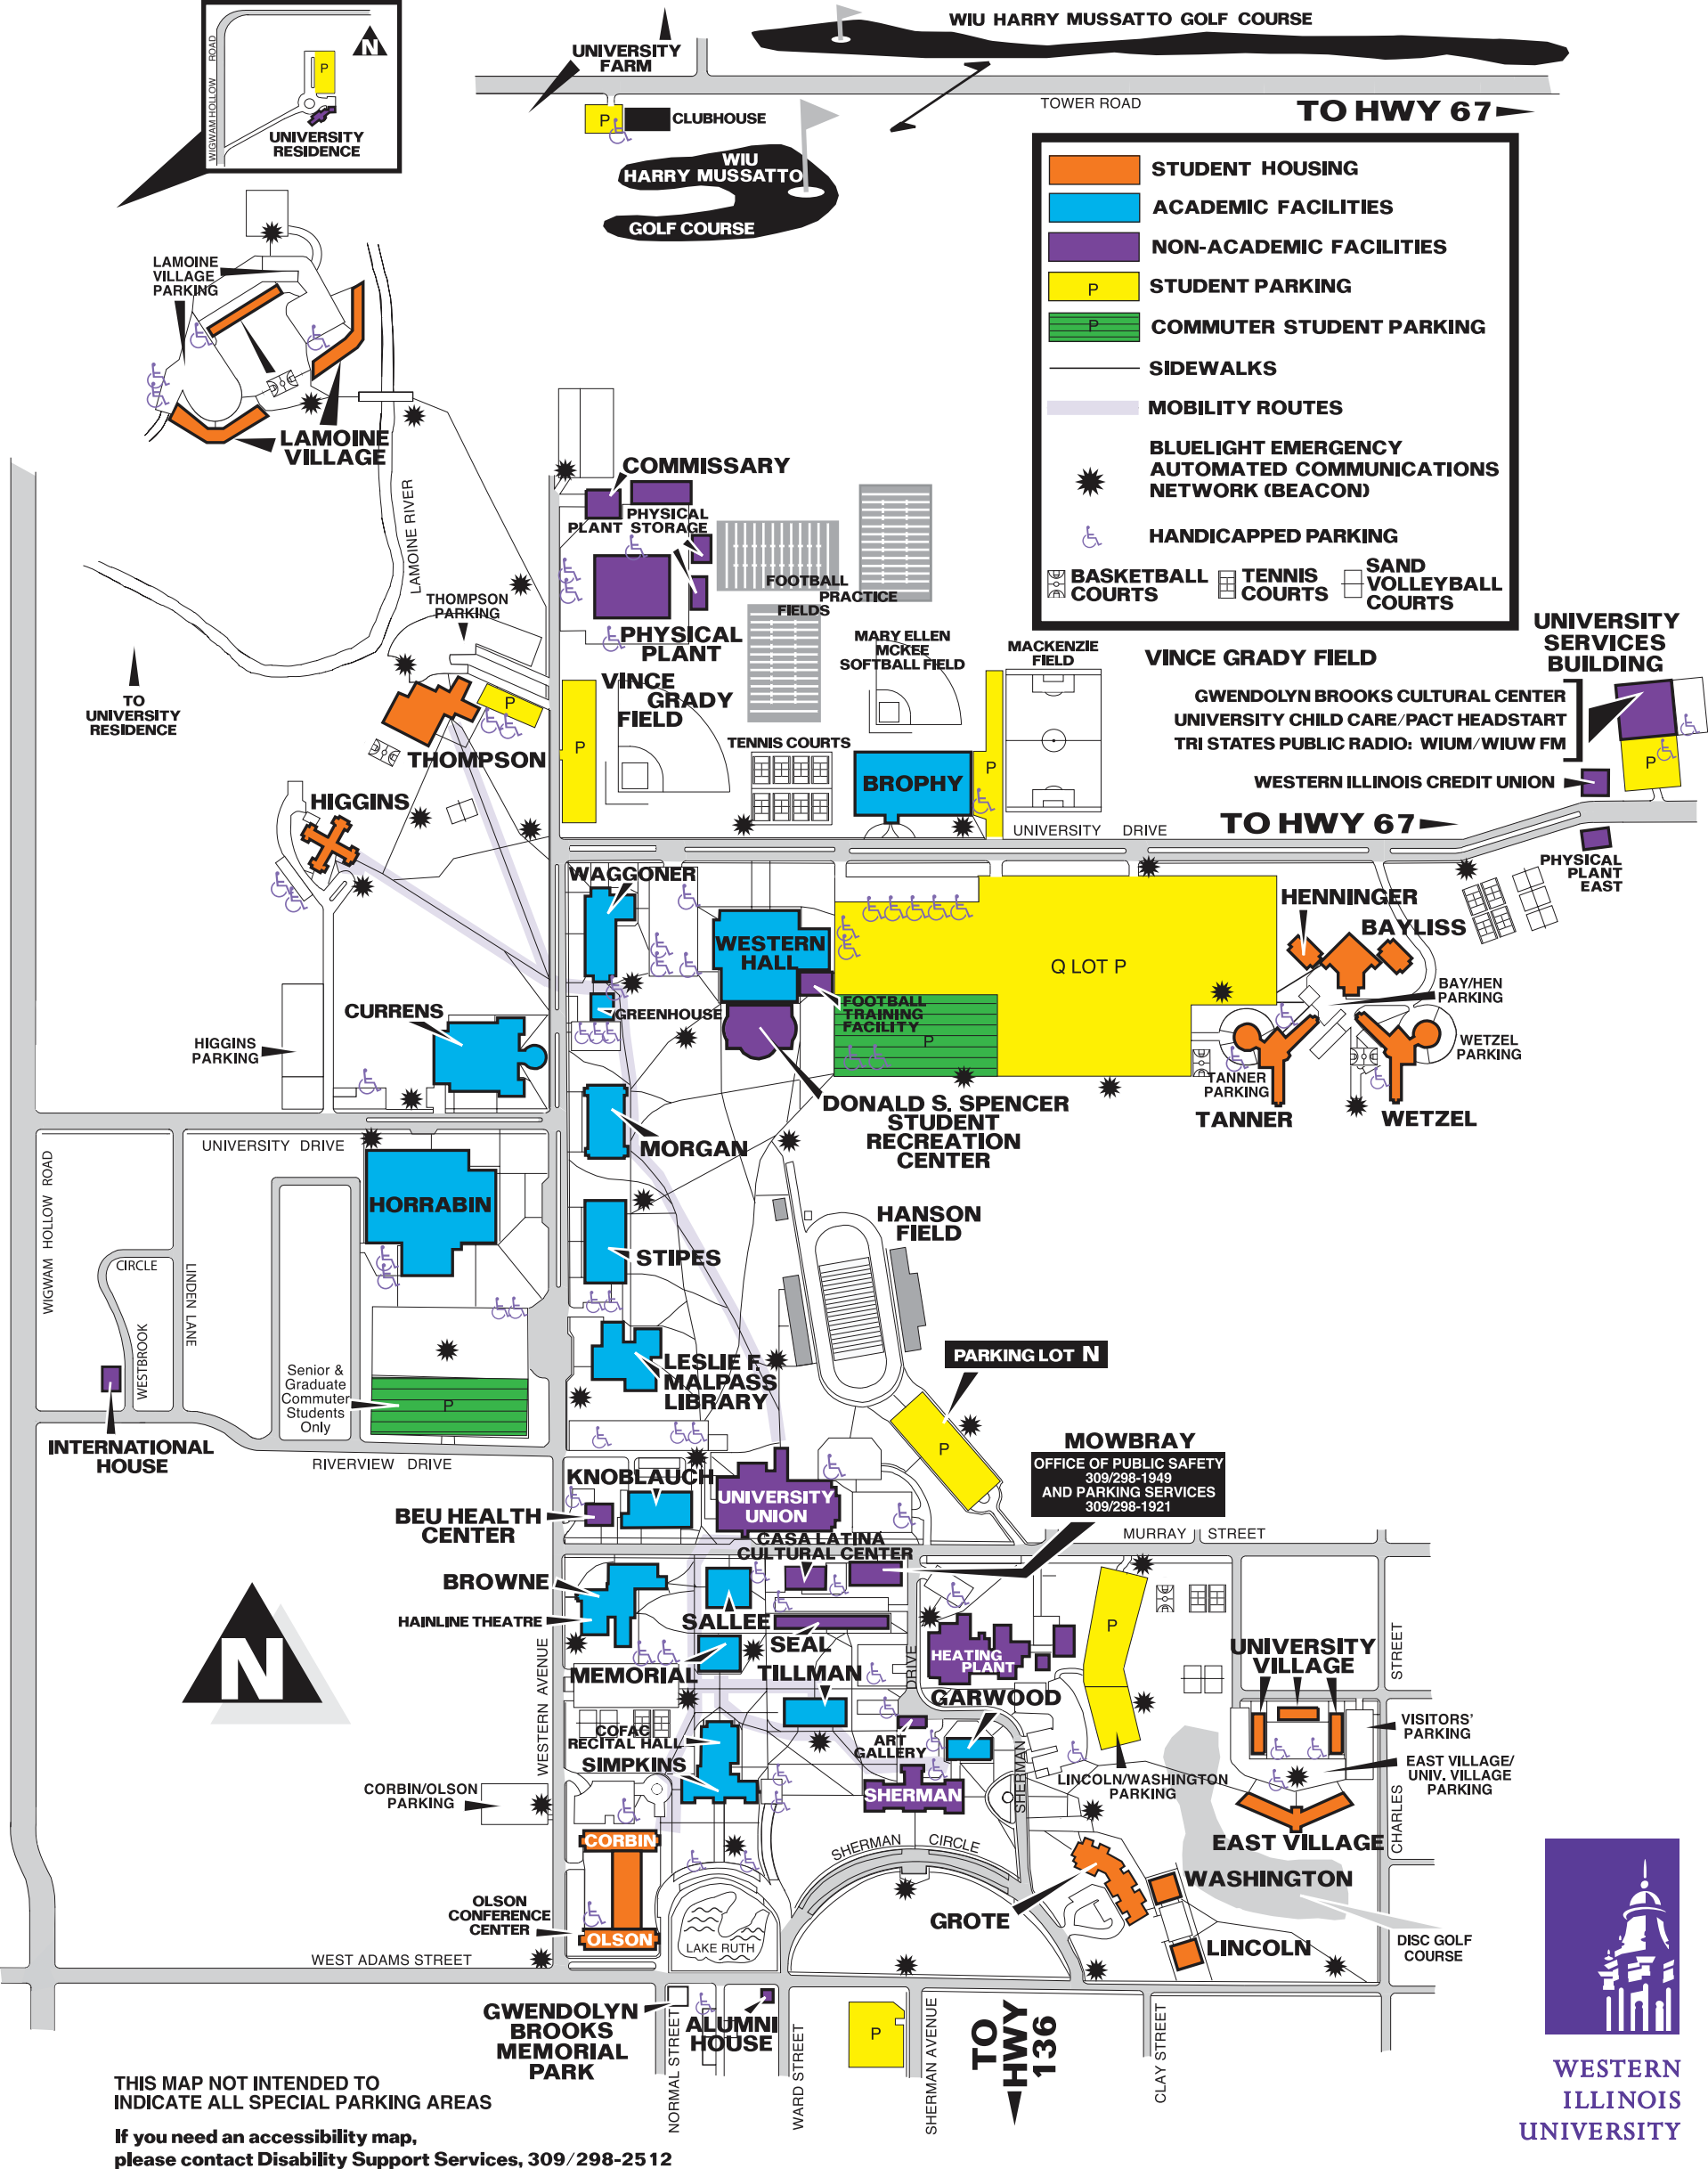 WIU HARRY MUSSATTO GOLF COURSE
UNIVERSITY
FARM
TOWER ROAD
TO HWY 67
P
CLUBHOUSE
WIU
HARRY MUSSATTO
GOLF COURSE
WIGWAM HOLLOW ROAD
N
P
UNIVERSITY
RESIDENCE
STUDENT HOUSING
ACADEMIC FACILITIES
NON-ACADEMIC FACILITIES
P
STUDENT PARKING
P
COMMUTER STUDENT PARKING
SIDEWALKS
MOBILITY ROUTES
BLUELIGHT EMERGENCY
AUTOMATED COMMUNICATIONS
NETWORK (BEACON)
HANDICAPPED PARKING
BASKETBALL
COURTS
TENNIS
COURTS
SAND
VOLLEYBALL
COURTS
LAMOINE
VILLAGE
PARKING
LAMOINE
VILLAGE
LAMOINE RIVER
COMMISSARY
PHYSICAL
PLANT STORAGE
FOOTBALL
PRACTICE
FIELDS
PHYSICAL
PLANT
THOMPSON
PARKING
TO
UNIVERSITY
RESIDENCE
P
THOMPSON
VINCE
GRADY
FIELD
P
MARY ELLEN
MCKEE
SOFTBALL FIELD
MACKENZIE
FIELD
VINCE GRADY FIELD
UNIVERSITY
SERVICES
BUILDING
GWENDOLYN BROOKS CULTURAL CENTER
UNIVERSITY CHILD CARE/PACT HEADSTART
TRI STATES PUBLIC RADIO: WIUM/WIUW FM
P
WESTERN ILLINOIS CREDIT UNION
TENNIS COURTS
BROPHY
P
UNIVERSITY DRIVE
TO HWY 67
PHYSICAL
PLANT
EAST
HIGGINS
WAGGONER
WESTERN
HALL
Q LOT P
HENNINGER
BAYLISS
BAY/HEN
PARKING
GREENHOUSE
FOOTBALL
TRAINING
FACILITY
P
CURRENS
HIGGINS
PARKING
WETZEL
PARKING
TANNER
PARKING
TANNER
WETZEL
DONALD S. SPENCER
STUDENT
RECREATION
CENTER
UNIVERSITY DRIVE
MORGAN
WIGWAM HOLLOW ROAD
HORRABIN
HANSON
FIELD
CIRCLE
LINDEN LANE
WESTBROOK
STIPES
Senior &
Graduate
Commuter
Students
Only
P
LESLIE F.
MALPASS
LIBRARY
PARKING LOT N
P
INTERNATIONAL
HOUSE
RIVERVIEW DRIVE
MOWBRAY
OFFICE OF PUBLIC SAFETY
309/298-1949
AND PARKING SERVICES
309/298-1921
KNOBLAUCH
UNIVERSITY
UNION
BEU HEALTH
CENTER
MURRAY STREET
CASA LATINA
CULTURAL CENTER
BROWNE
HAINLINE THEATRE
SALLEE
SEAL
P
N
WESTERN AVENUE
MEMORIAL
TILLMAN
DRIVE
HEATING
PLANT
UNIVERSITY
VILLAGE
STREET
GARWOOD
COFAC
RECITAL HALL
ART
GALLERY
VISITORS'
PARKING
SIMPKINS
SHERMAN
SHERMAN
LINCOLN/WASHINGTON
PARKING
EAST VILLAGE/
UNIV. VILLAGE
PARKING
CORBIN/OLSON
PARKING
CHARLES
CORBIN
SHERMAN CIRCLE
EAST VILLAGE
WASHINGTON
OLSON
CONFERENCE
CENTER
OLSON
GROTE
LAKE RUTH
LINCOLN
DISC GOLF
COURSE
WEST ADAMS STREET
GWENDOLYN
BROOKS
MEMORIAL
PARK
NORMAL STREET
ALUMNI
HOUSE
WARD STREET
P
SHERMAN AVENUE
TO
HWY
136
CLAY STREET
WESTERN
ILLINOIS
UNIVERSITY
THIS MAP NOT INTENDED TO
INDICATE ALL SPECIAL PARKING AREAS
If you need an accessibility map,
please contact Disability Support Services, 309/298-2512